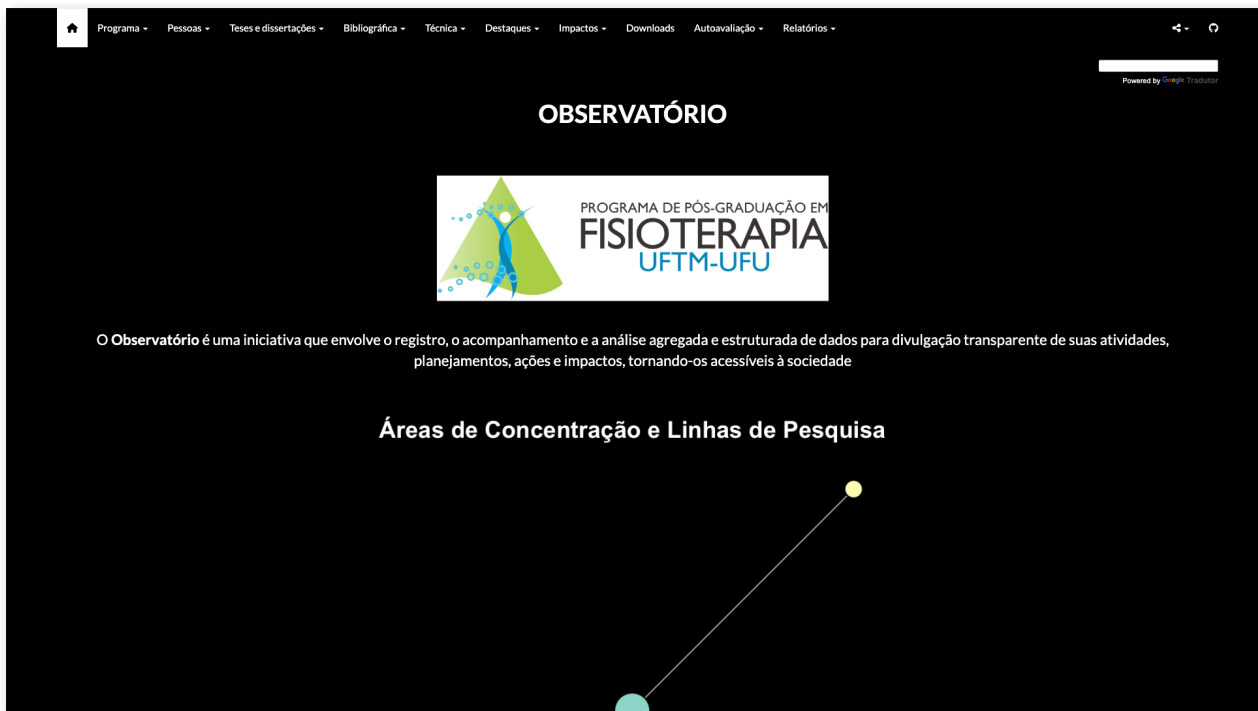 Programa Pessoas Teses e dissertações Bibliográfica Técnica Destaques Impactos Downloads Autoavaliação Relatórios
Powered by Google Tradutor
OBSERVATÓRIO
PROGRAMA DE PÓS-GRADUAÇÃO EM
FISIOTERAPIA
UFTM-UFU
O Observatório é uma iniciativa que envolve o registro, o acompanhamento e a análise agregada e estruturada de dados para divulgação transparente de suas atividades,
planejamentos, ações e impactos, tornando-os acessíveis à sociedade
Áreas de Concentração e Linhas de Pesquisa